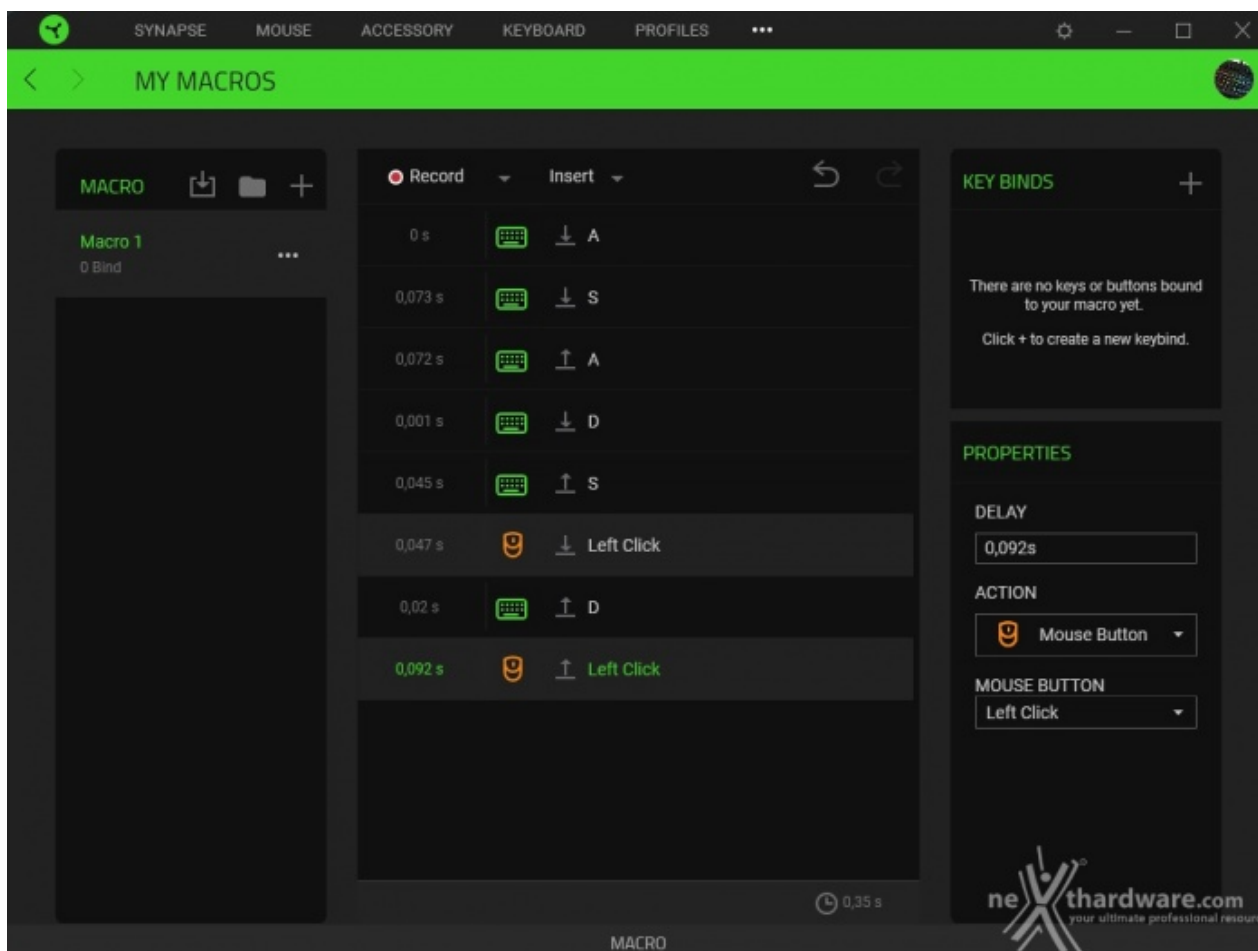 SYNAPSE MOUSE ACCESSORY KEYBOARD PROFILES •••
MY MACROS
MACRO
Macro 1
0 Bind
Record Insert
0 s A
0,073 s S
0,072 s A
0,001 s D
0,045 s S
0,047 s Left Click
0,02 s D
0,092 s Left Click
0,35 s
KEY BINDS
There are no keys or buttons bound
to your macro yet.
Click + to create a new keybind.
PROPERTIES
DELAY
0,092s
ACTION
Mouse Button
MOUSE BUTTON
Left Click
MACRO
nexthardware.com
your ultimate professional resour